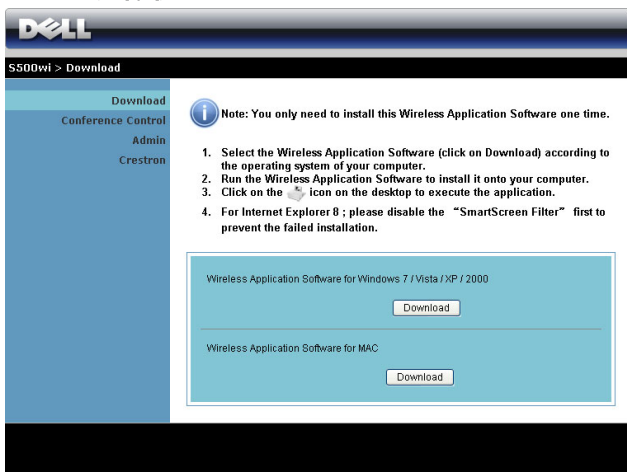 DELL
S500wi > Download
Download
Conference Control
Admin
Crestron
Note: You only need to install this Wireless Application Software one time.
1. Select the Wireless Application Software (click on Download) according to
the operating system of your computer.
2. Run the Wireless Application Software to install it onto your computer.
3. Click on the icon on the desktop to execute the application.
4. For Internet Explorer 8 ; please disable the “SmartScreen Filter” first to
prevent the failed installation.
Wireless Application Software for Windows 7 / Vista / XP / 2000
Download
Wireless Application Software for MAC
Download